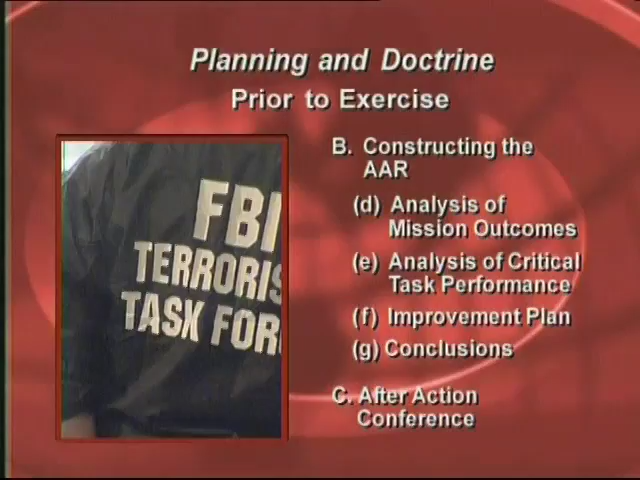 Planning and Doctrine
Prior to Exercise
B. Constructing the
AAR
(d) Analysis of
Mission Outcomes
(e) Analysis of Critical
Task Performance
(f) Improvement Plan
(g) Conclusions
C. After Action
Conference
FBI
TERRORIS
TASK FOR